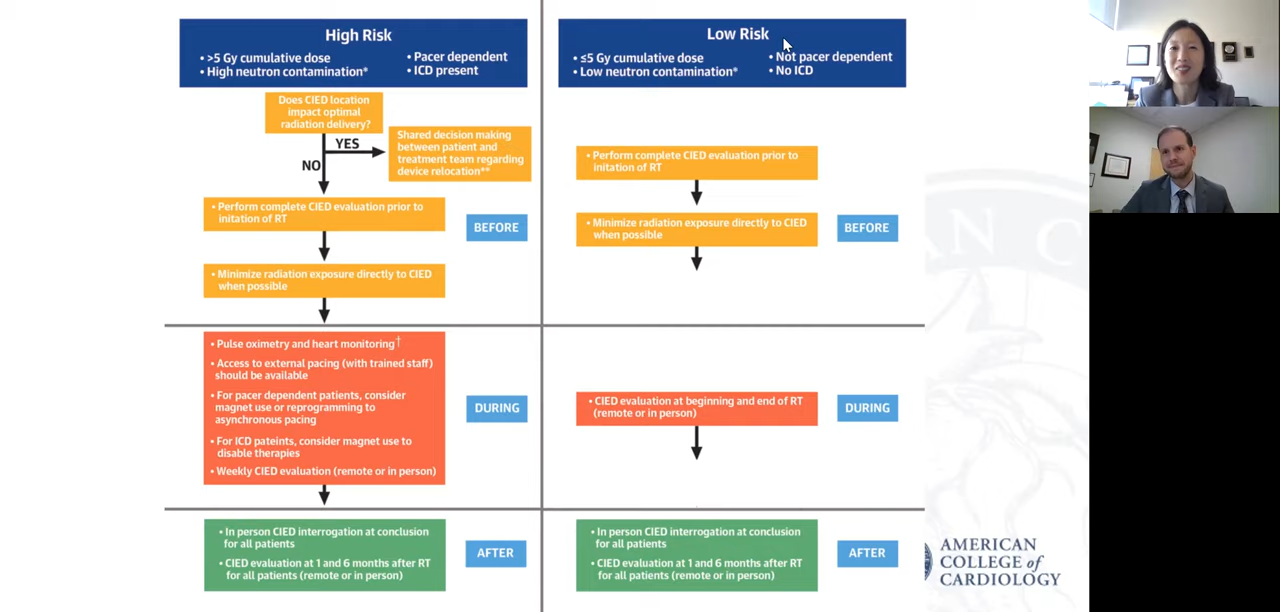 High Risk
• >5 Gy cumulative dose
• High neutron contamination*
• Pacer dependent
• ICD present
Does CIED location
impact optimal
radiation delivery?
YES
NO
Shared decision making
between patient and
treatment team regarding
device relocation**
• Perform complete CIED evaluation prior to
initation of RT
BEFORE
• Minimize radiation exposure directly to CIED
when possible
• Pulse oximetry and heart monitoring†
• Access to external pacing (with trained staff)
should be available
• For pacer dependent patients, consider
magnet use or reprogramming to
asynchronous pacing
• For ICD pateints, consider magnet use to
disable therapies
• Weekly CIED evaluation (remote or in person)
DURING
• In person CIED interrogation at conclusion
for all patients
• CIED evaluation at 1 and 6 months after RT
for all patients (remote or in person)
AFTER
Low Risk
• ≤5 Gy cumulative dose
• Low neutron contamination*
• Not pacer dependent
• No ICD
• Perform complete CIED evaluation prior to
initation of RT
• Minimize radiation exposure directly to CIED
when possible
BEFORE
• CIED evaluation at beginning and end of RT
(remote or in person)
DURING
• In person CIED interrogation at conclusion
for all patients
• CIED evaluation at 1 and 6 months after RT
for all patients (remote or in person)
AFTER
AN C
AMERICAN
COLLEGE of
CARDIOLOGY